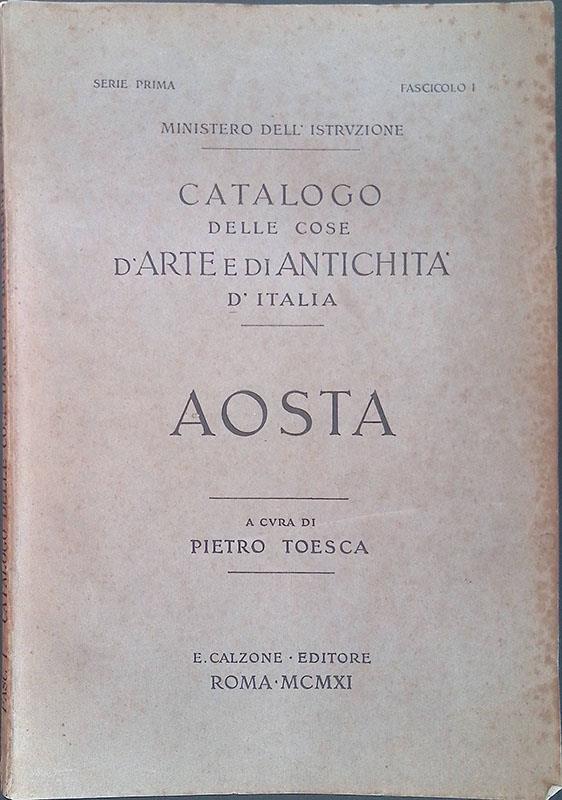 SERIE PRIMA FASCICOLO I
MINISTERO DELL' ISTRVZIONE
CATALOGO
DELLE COSE
D'ARTE E DI ANTICHITA'
D' ITALIA
AOSTA
A CVRA DI
PIETRO TOESCA
E. CALZONE · EDITORE
ROMA · MCMXI